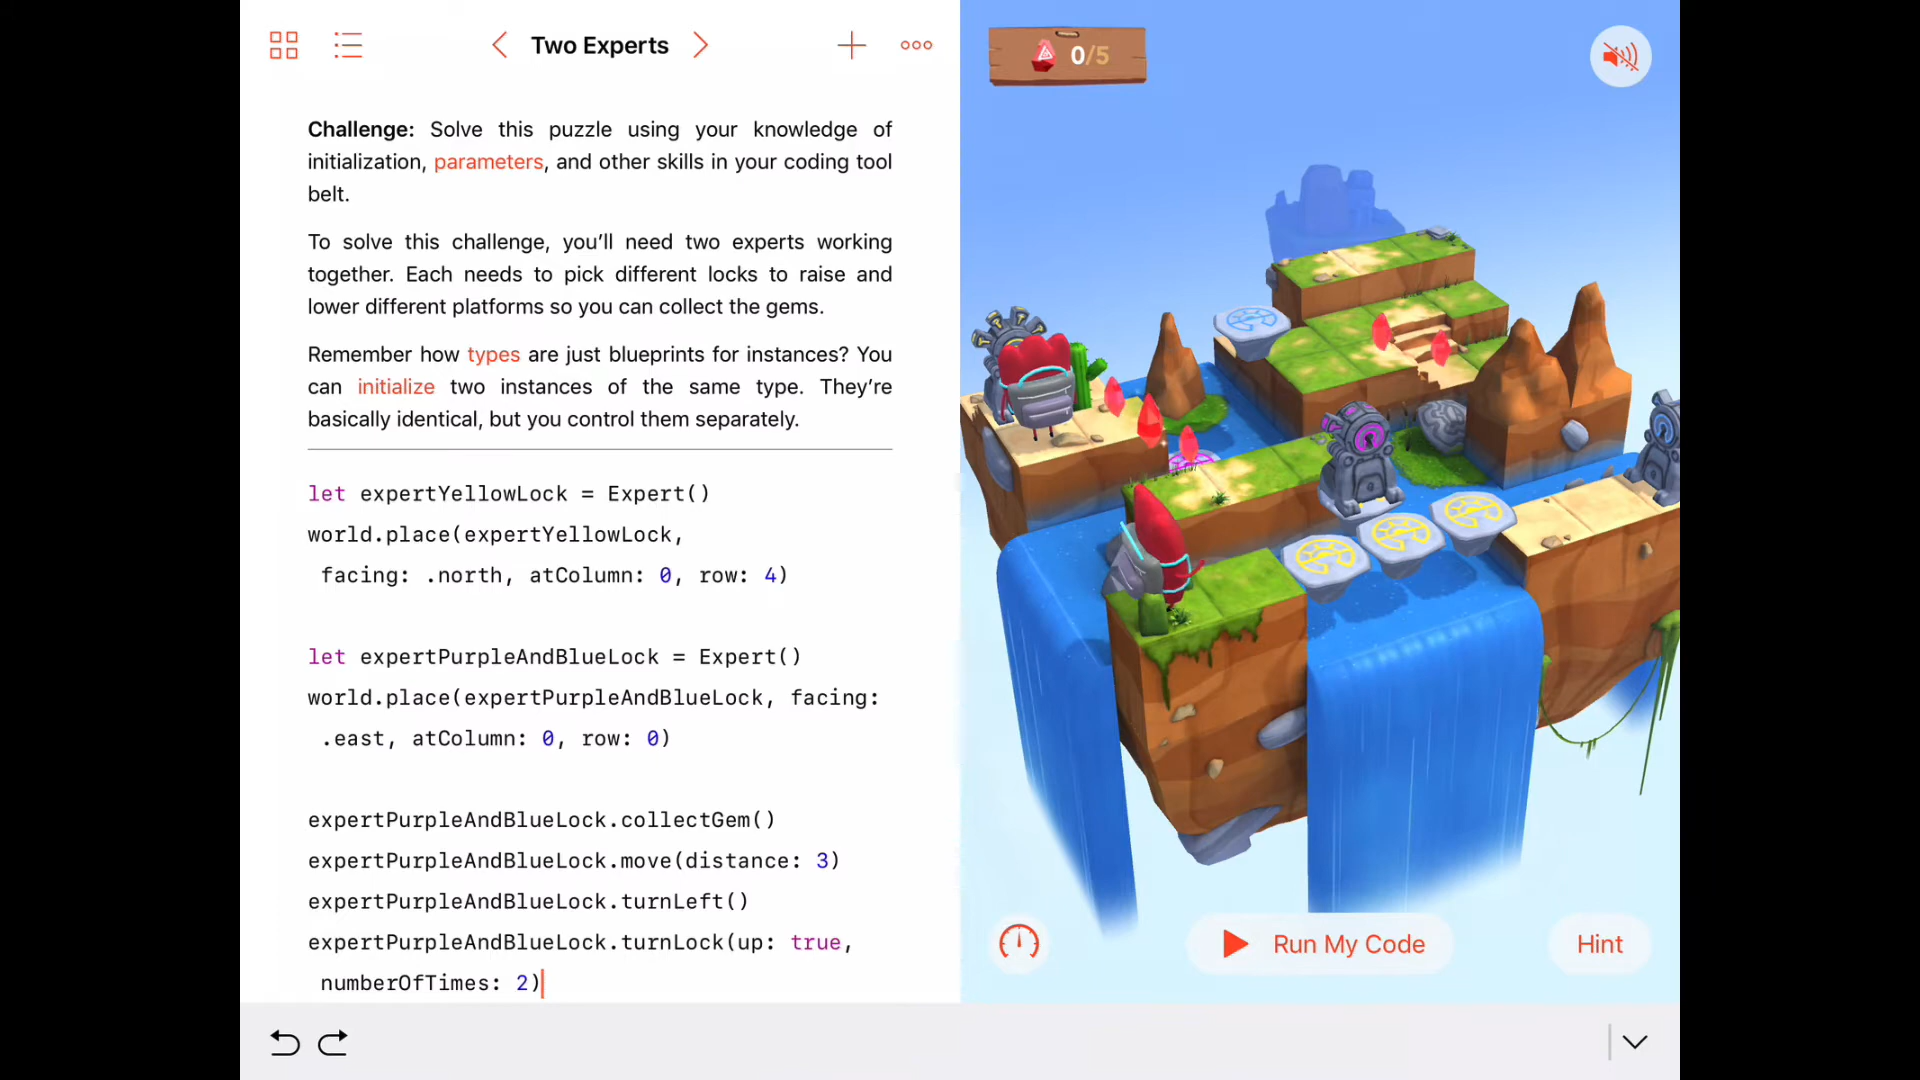 Two Experts
Challenge: Solve this puzzle using your knowledge of
initialization, parameters, and other skills in your coding tool
belt.
To solve this challenge, you’ll need two experts working
together. Each needs to pick different locks to raise and
lower different platforms so you can collect the gems.
Remember how types are just blueprints for instances? You
can initialize two instances of the same type. They’re
basically identical, but you control them separately.
let expertYellowLock = Expert()
world.place(expertYellowLock,
facing: .north, atColumn: 0, row: 4)
let expertPurpleAndBlueLock = Expert()
world.place(expertPurpleAndBlueLock, facing:
.east, atColumn: 0, row: 0)
expertPurpleAndBlueLock.collectGem()
expertPurpleAndBlueLock.move(distance: 3)
expertPurpleAndBlueLock.turnLeft()
expertPurpleAndBlueLock.turnLock(up: true,
numberOfTimes: 2)
0/5
Run My Code
Hint